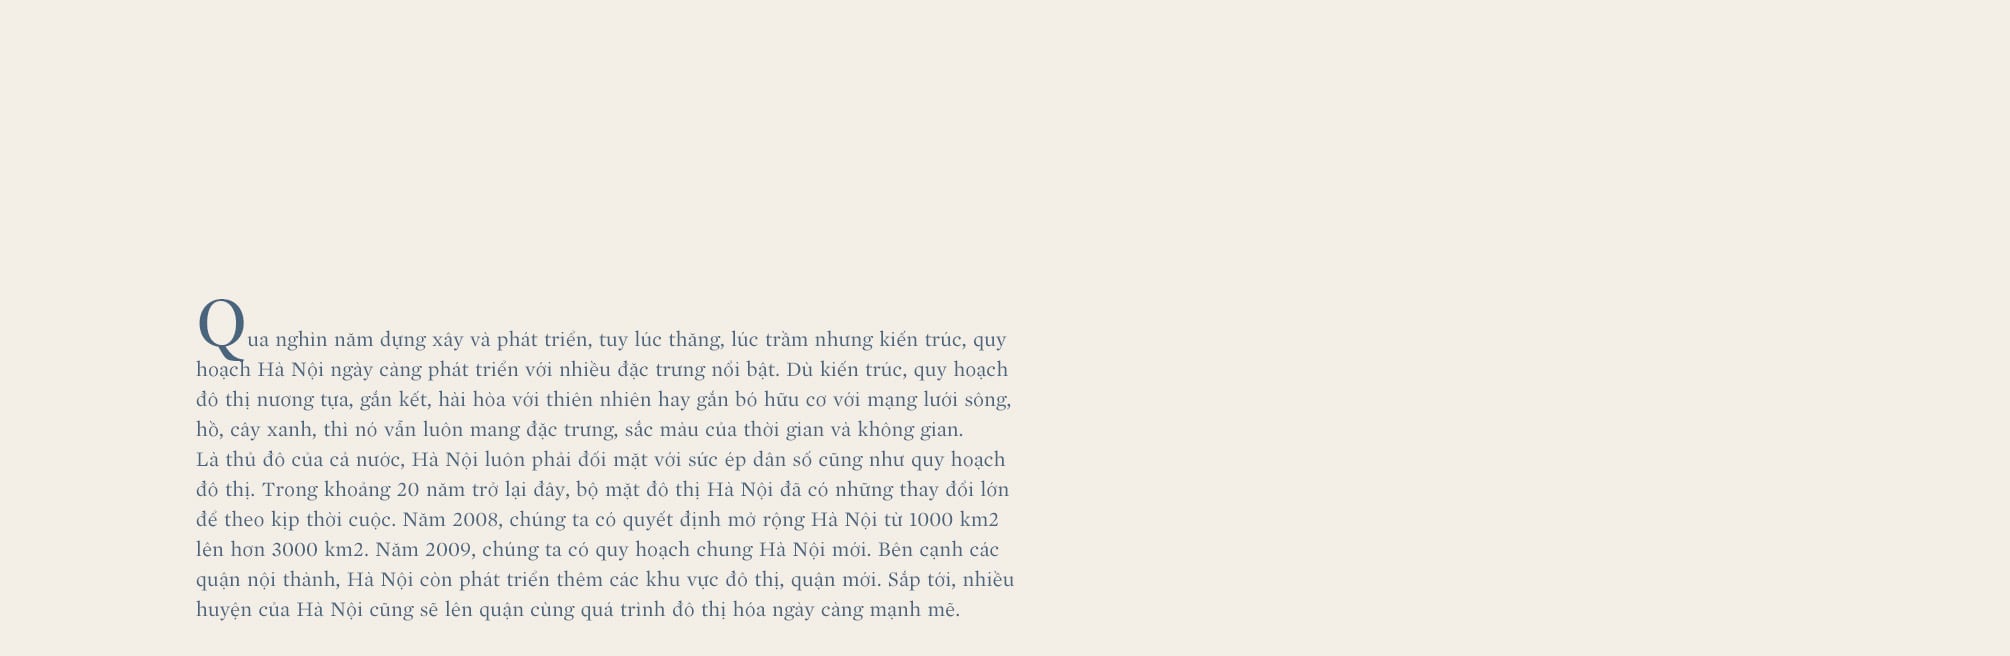 Qua nghìn năm dựng xây và phát triển, tuy lúc thăng, lúc trầm nhưng kiến trúc, quy
hoạch Hà Nội ngày càng phát triển với nhiều đặc trưng nổi bật. Dù kiến trúc, quy hoạch
đô thị nương tựa, gắn kết, hài hòa với thiên nhiên hay gắn bó hữu cơ với mạng lưới sông,
hồ, cây xanh, thì nó vẫn luôn mang đặc trưng, sắc màu của thời gian và không gian.
Là thủ đô của cả nước, Hà Nội luôn phải đối mặt với sức ép dân số cũng như quy hoạch
đô thị. Trong khoảng 20 năm trở lại đây, bộ mặt đô thị Hà Nội đã có những thay đổi lớn
để theo kịp thời cuộc. Năm 2008, chúng ta có quyết định mở rộng Hà Nội từ 1000 km2
lên hơn 3000 km2. Năm 2009, chúng ta có quy hoạch chung Hà Nội mới. Bên cạnh các
quận nội thành, Hà Nội còn phát triển thêm các khu vực đô thị, quận mới. Sắp tới, nhiều
huyện của Hà Nội cũng sẽ lên quận cùng quá trình đô thị hóa ngày càng mạnh mẽ.